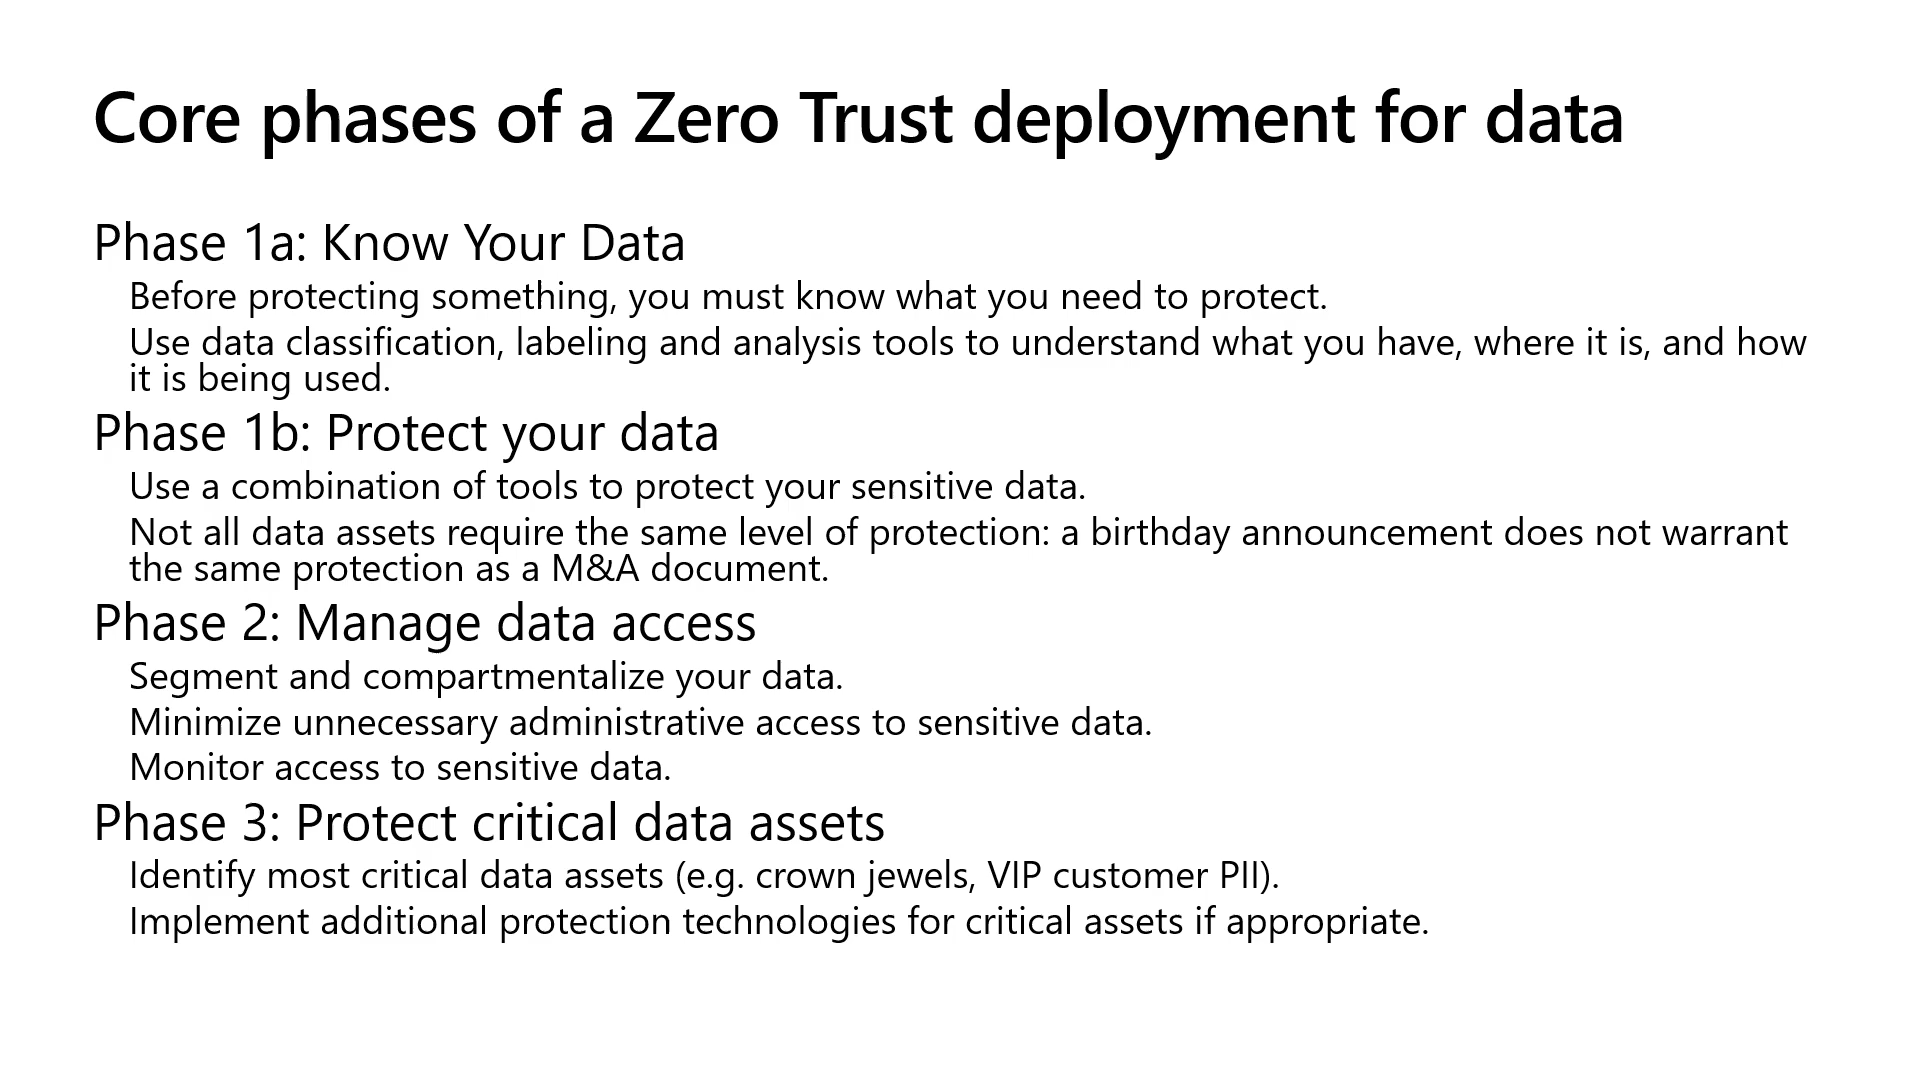 Core phases of a Zero Trust deployment for data
Phase 1a: Know Your Data
Before protecting something, you must know what you need to protect.
Use data classification, labeling and analysis tools to understand what you have, where it is, and how
it is being used.
Phase 1b: Protect your data
Use a combination of tools to protect your sensitive data.
Not all data assets require the same level of protection: a birthday announcement does not warrant
the same protection as a M&A document.
Phase 2: Manage data access
Segment and compartmentalize your data.
Minimize unnecessary administrative access to sensitive data.
Monitor access to sensitive data.
Phase 3: Protect critical data assets
Identify most critical data assets (e.g. crown jewels, VIP customer PII).
Implement additional protection technologies for critical assets if appropriate.